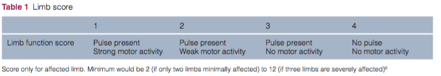 Table 1 Limb score
1 2 3 4
Limb function score Pulse present Pulse present Pulse present No pulse
Strong motor activity Weak motor activity No motor activity No motor activity
Score only for affected limb. Minimum would be 2 (if only two limbs minimally affected) to 12 (if three limbs are severely affected)